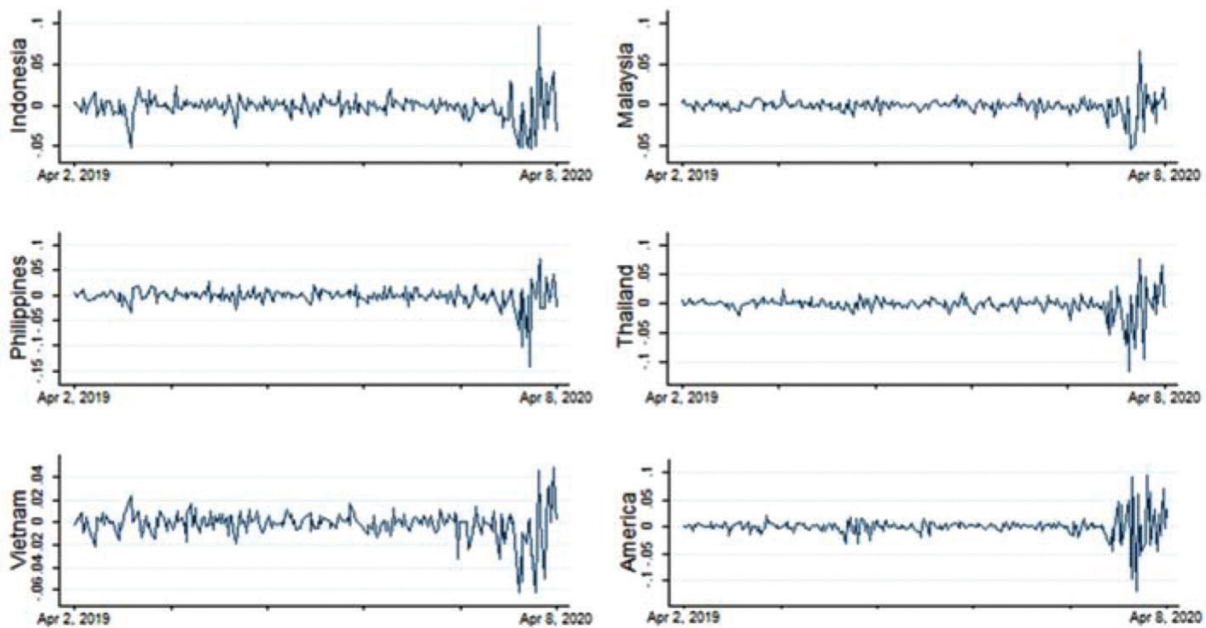 Indonesia
.1
.05
0
-.05
Apr 2, 2019
Apr 8, 2020
Malaysia
.1
.05
0
-.05
Apr 2, 2019
Apr 8, 2020
Philippines
.1
.05
0
-.05
-.1
-.15
Apr 2, 2019
Apr 8, 2020
Thailand
.1
.05
0
-.05
-.1
Apr 2, 2019
Apr 8, 2020
Vietnam
.04
.02
0
-.02
-.04
-.06
Apr 2, 2019
Apr 8, 2020
America
.1
.05
0
-.05
-.1
Apr 2, 2019
Apr 8, 2020